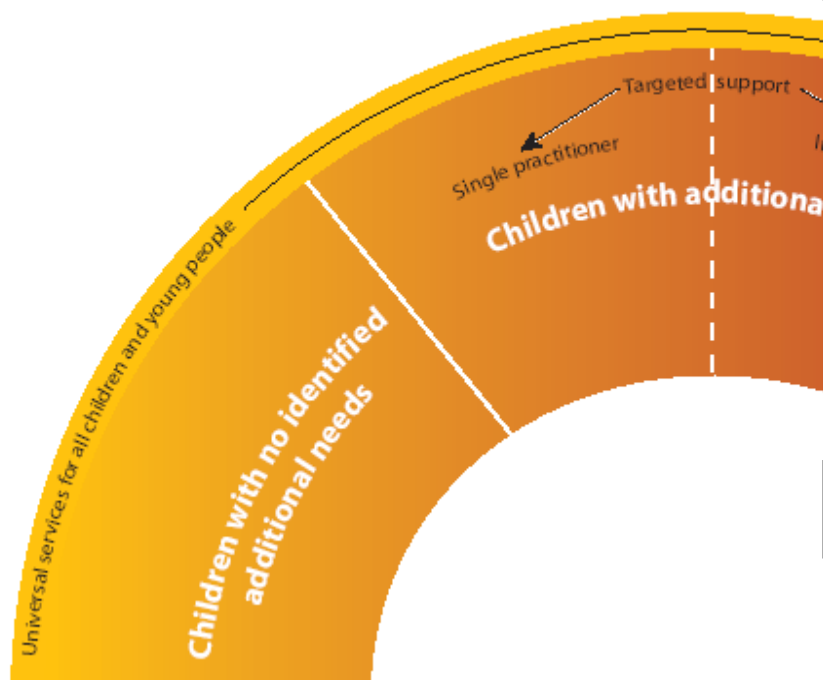 Targeted support
Single practitioner
Children with
Universal services for all children and young people
Children with no identified
additional needs